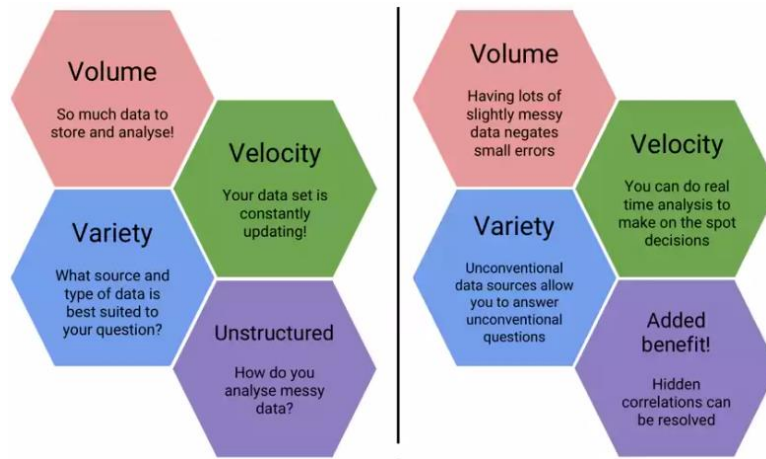 Volume
So much data to
store and analyse!
Velocity
Your data set is
constantly
updating!
Variety
What source and
type of data is
best suited to
your question?
Unstructured
How do you
analyse messy
data?
Volume
Having lots of
slightly messy
data negates
small errors
Velocity
You can do real
time analysis to
make on the spot
decisions
Variety
Unconventional
data sources allow
you to answer
unconventional
questions
Added
benefit!
Hidden
correlations can
be resolved